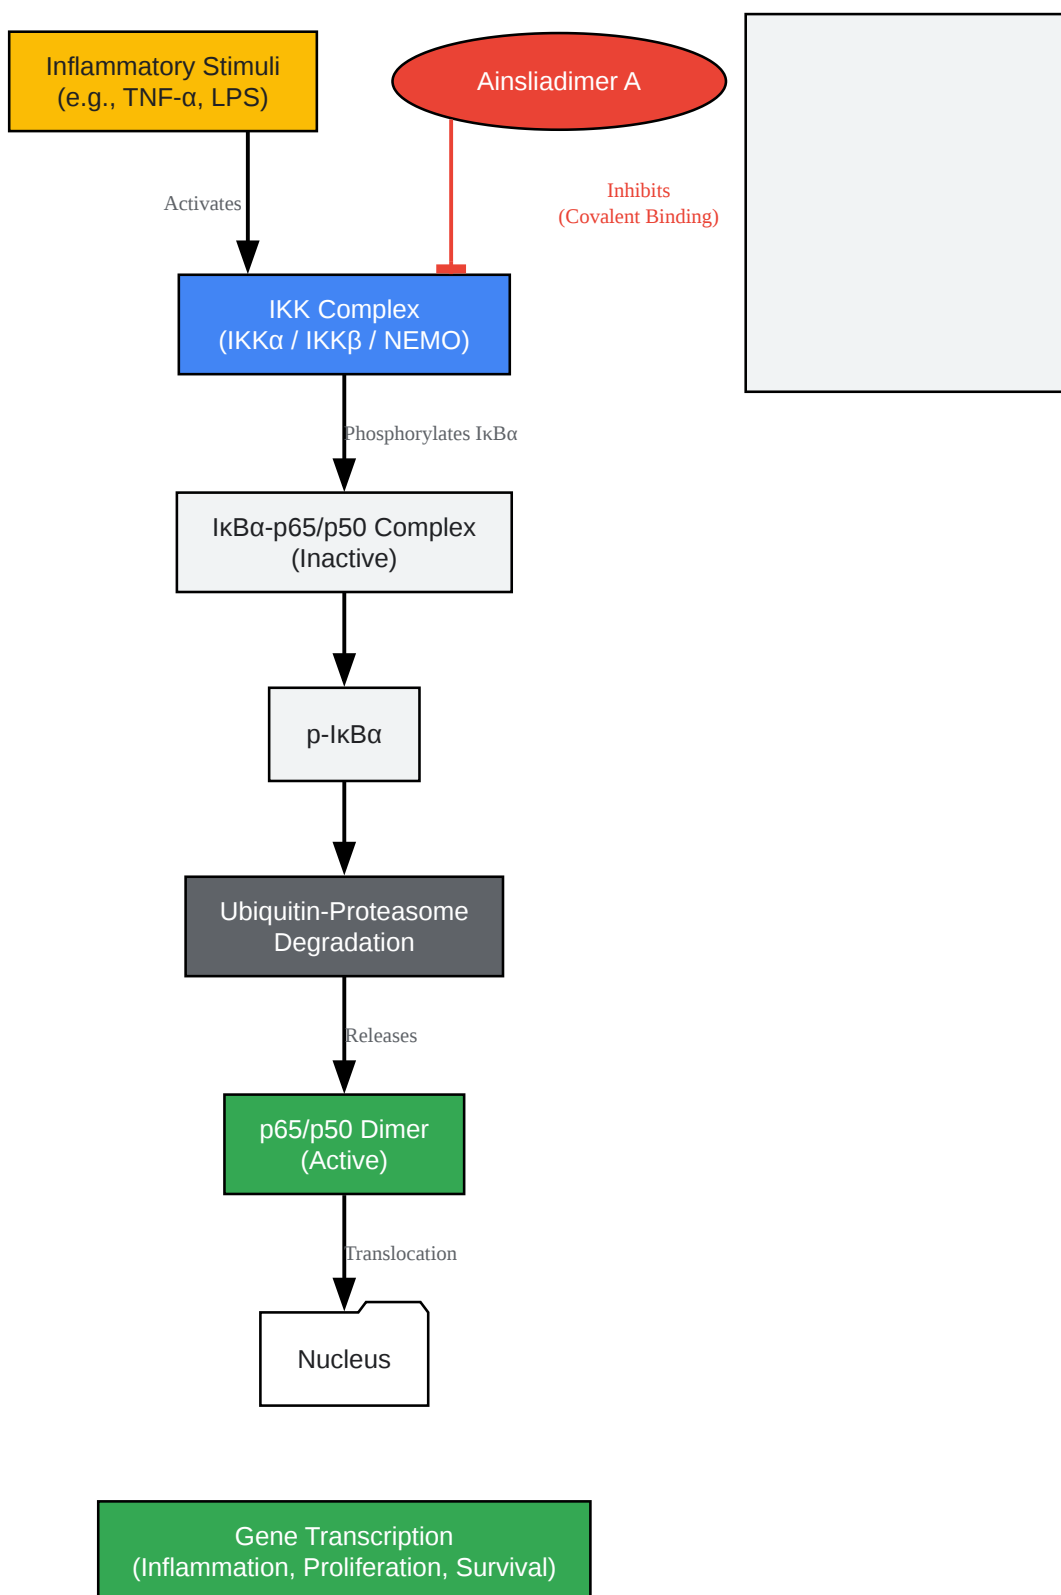 Inflammatory Stimuli
(e.g., TNF-α, LPS)
Ainsliadimer A
Activates
Inhibits
(Covalent Binding)
IKK Complex
(IKKα / IKKβ / NEMO)
Phosphorylates IκBα
IκBα-p65/p50 Complex
(Inactive)
p-IκBα
Ubiquitin-Proteasome
Degradation
Releases
p65/p50 Dimer
(Active)
Translocation
Nucleus
Gene Transcription
(Inflammation, Proliferation, Survival)